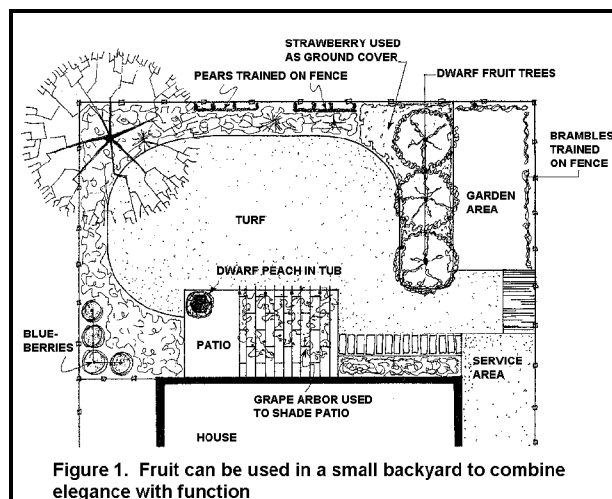 STRAWBERRY USED
AS GROUND COVER
PEARS TRAINED ON FENCE
DWARF FRUIT TREES
BRAMBLES
TRAINED
ON FENCE
GARDEN
AREA
TURF
DWARF PEACH IN TUB
BLUE-
BERRIES
PATIO
SERVICE
AREA
GRAPE ARBOR USED
TO SHADE PATIO
HOUSE
Figure 1.  Fruit can be used in a small backyard to combine
elegance with function